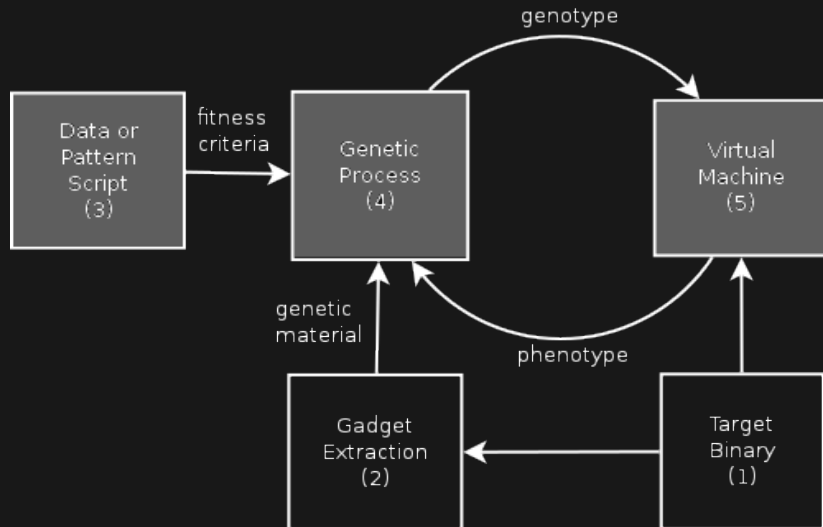 genotype
Data or
Pattern
Script
(3)
fitness
criteria
Genetic
Process
(4)
Virtual
Machine
(5)
genetic
material
phenotype
Gadget
Extraction
(2)
Target
Binary
(1)